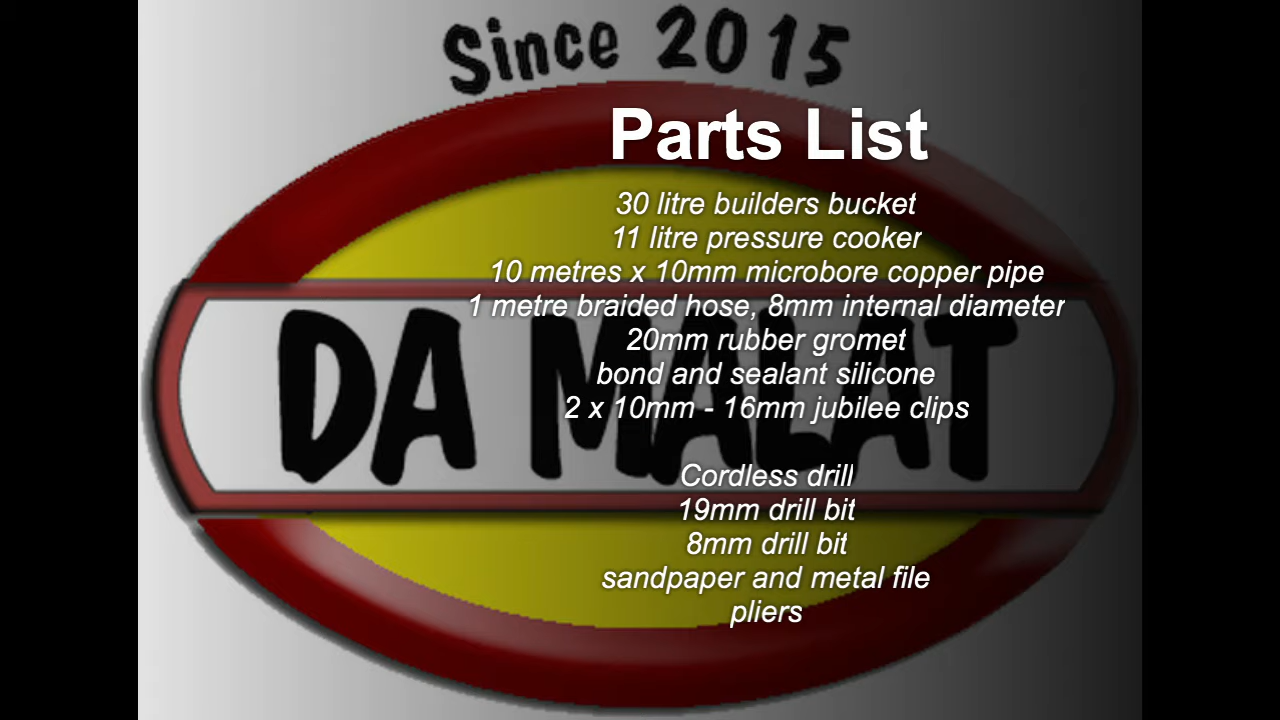 Since 2015
Parts List
30 litre builders bucket
11 litre pressure cooker
10 metres x 10mm microbore copper pipe
1 metre braided hose, 8mm internal diameter
20mm rubber gromet
bond and sealant silicone
2 x 10mm - 16mm jubilee clips
DA MALAT
Cordless drill
19mm drill bit
8mm drill bit
sandpaper and metal file
pliers